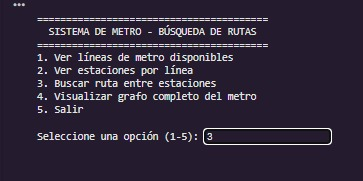 ========================================
SISTEMA DE METRO - BÚSQUEDA DE RUTAS
========================================
1. Ver líneas de metro disponibles
2. Ver estaciones por línea
3. Buscar ruta entre estaciones
4. Visualizar grafo completo del metro
5. Salir
Seleccione una opción (1-5): 3